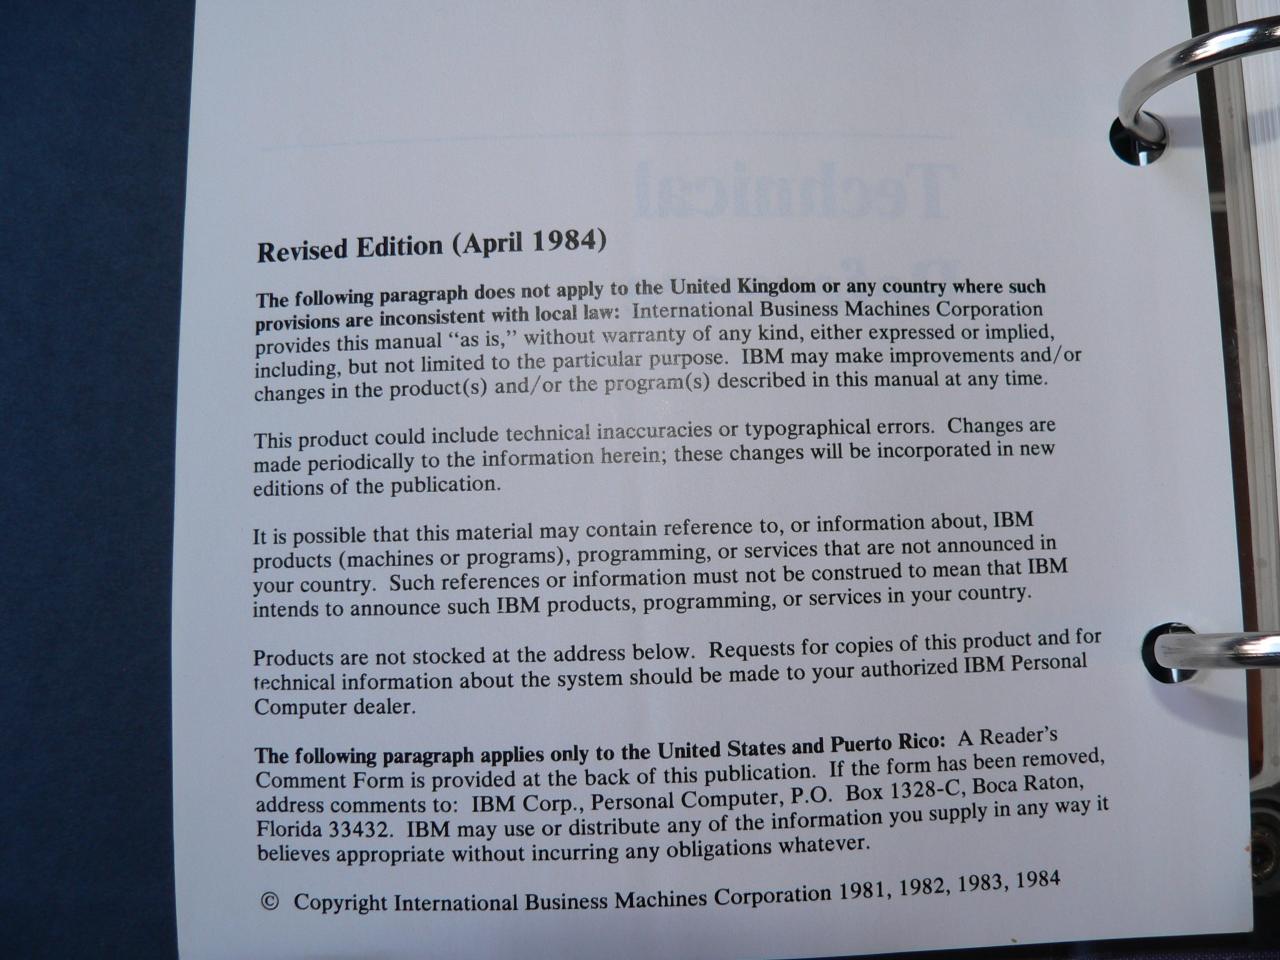 Technical
Revised Edition (April 1984)
The following paragraph does not apply to the United Kingdom or any country where such
provisions are inconsistent with local law: International Business Machines Corporation
provides this manual “as is,” without warranty of any kind, either expressed or implied,
including, but not limited to the particular purpose. IBM may make improvements and/or
changes in the product(s) and/or the program(s) described in this manual at any time.
This product could include technical inaccuracies or typographical errors. Changes are
made periodically to the information herein; these changes will be incorporated in new
editions of the publication.
It is possible that this material may contain reference to, or information about, IBM
products (machines or programs), programming, or services that are not announced in
your country. Such references or information must not be construed to mean that IBM
intends to announce such IBM products, programming, or services in your country.
Products are not stocked at the address below. Requests for copies of this product and for
technical information about the system should be made to your authorized IBM Personal
Computer dealer.
The following paragraph applies only to the United States and Puerto Rico: A Reader's
Comment Form is provided at the back of this publication. If the form has been removed,
address comments to: IBM Corp., Personal Computer, P.O. Box 1328-C, Boca Raton,
Florida 33432. IBM may use or distribute any of the information you supply in any way it
believes appropriate without incurring any obligations whatever.
© Copyright International Business Machines Corporation 1981, 1982, 1983, 1984